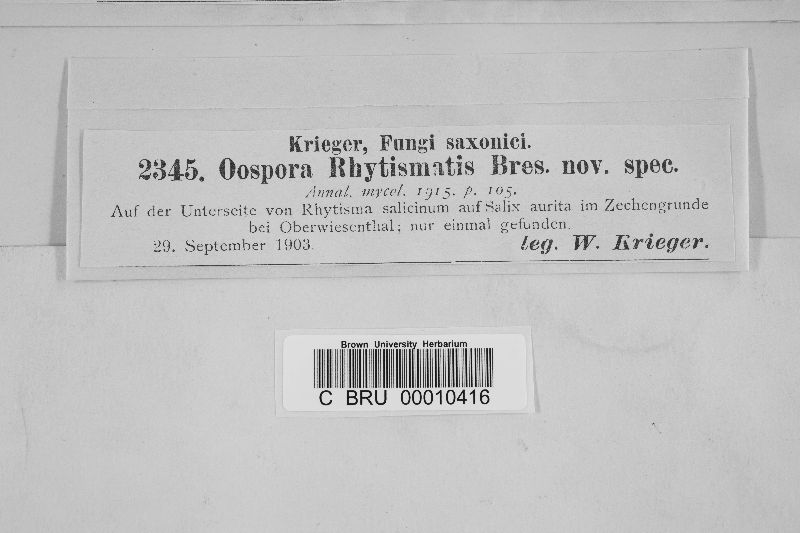 Krieger, Fungi saxonici.
2345. Oospora Rhytismatis Bres. nov. spec.
Annal. mycol. 1915. p. 105.
Auf der Unterseite von Rhytisma salicinum auf Salix aurita im Zechengrunde
bei Oberwiesenthal; nur einmal gefunden.
29. September 1903. leg. W. Krieger.
Brown University Herbarium
C BRU 00010416